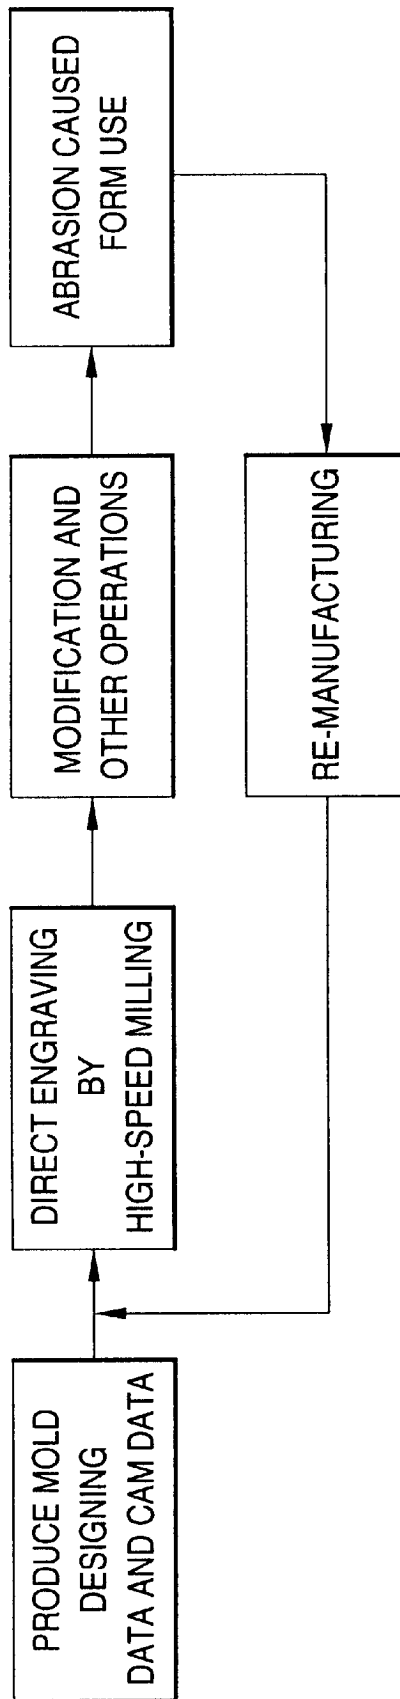 PRODUCE MOLD
DESIGNING
DATA AND CAM DATA
DIRECT ENGRAVING
BY
HIGH-SPEED MILLING
MODIFICATION AND
OTHER OPERATIONS
ABRASION CAUSED
FORM USE
RE-MANUFACTURING